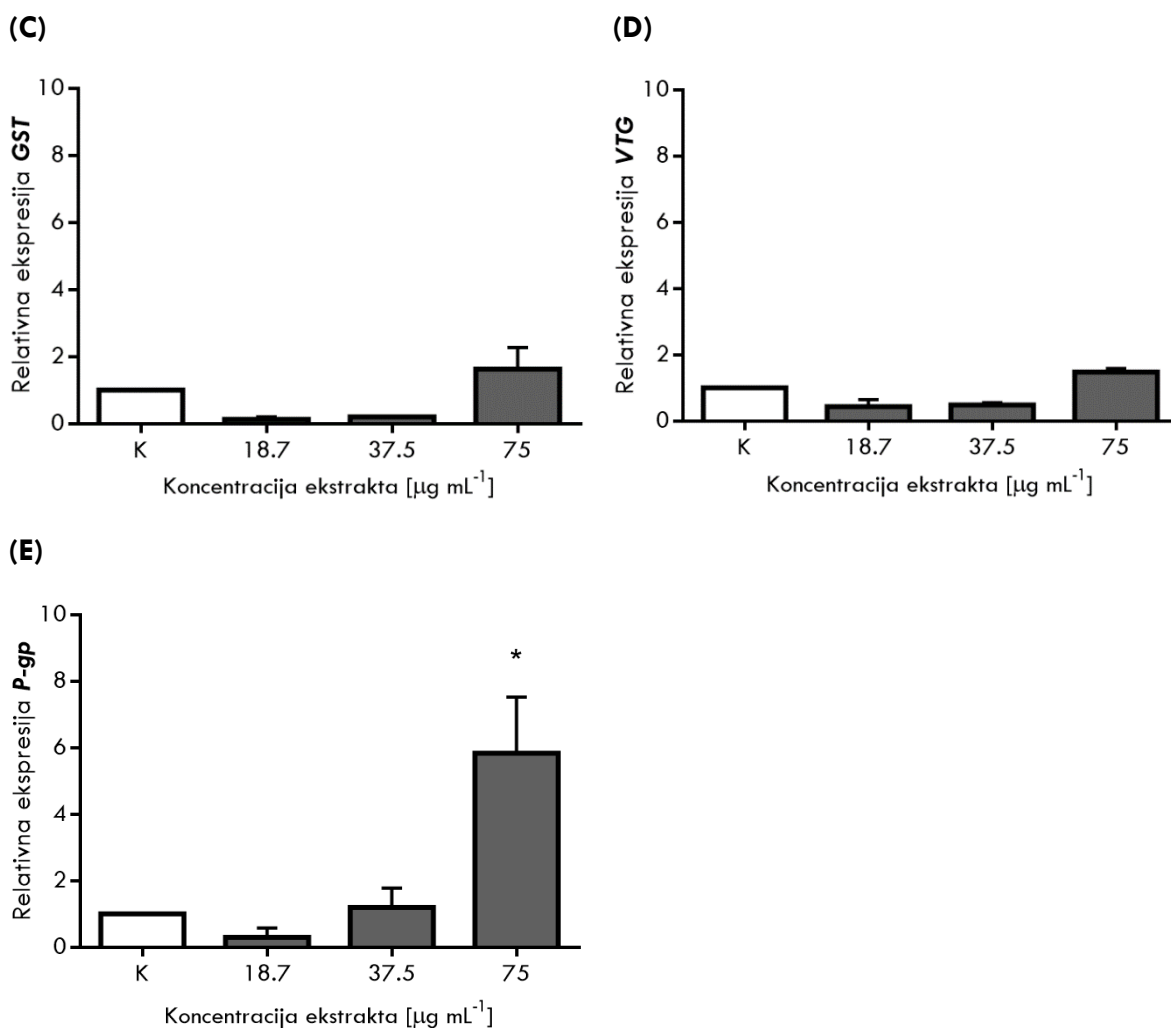 (C)
Relativna ekspresija GST
10
8
6
4
2
0
K 18.7 37.5 75
Koncentracija ekstrakta [μg mL⁻¹]
(D)
Relativna ekspresija VTG
10
8
6
4
2
0
K 18.7 37.5 75
Koncentracija ekstrakta [μg mL⁻¹]
(E)
Relativna ekspresija P-gp
10
8
6
4
2
0
*
K 18.7 37.5 75
Koncentracija ekstrakta [μg mL⁻¹]